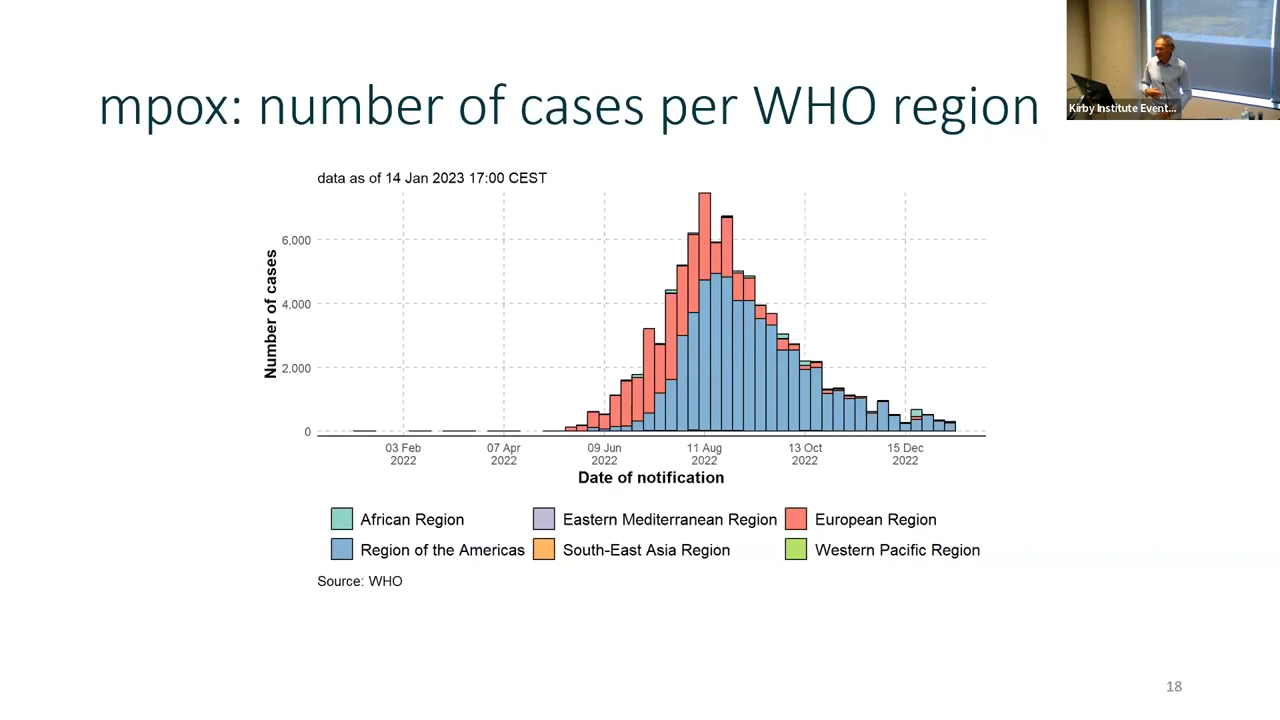 mpox: number of cases per WHO region
Kirby Institute Event...
data as of 14 Jan 2023 17:00 CEST
Number of cases
6,000
4,000
2,000
0
03 Feb 2022
07 Apr 2022
09 Jun 2022
11 Aug 2022
13 Oct 2022
15 Dec 2022
Date of notification
African Region
Eastern Mediterranean Region
European Region
Region of the Americas
South-East Asia Region
Western Pacific Region
Source: WHO
18